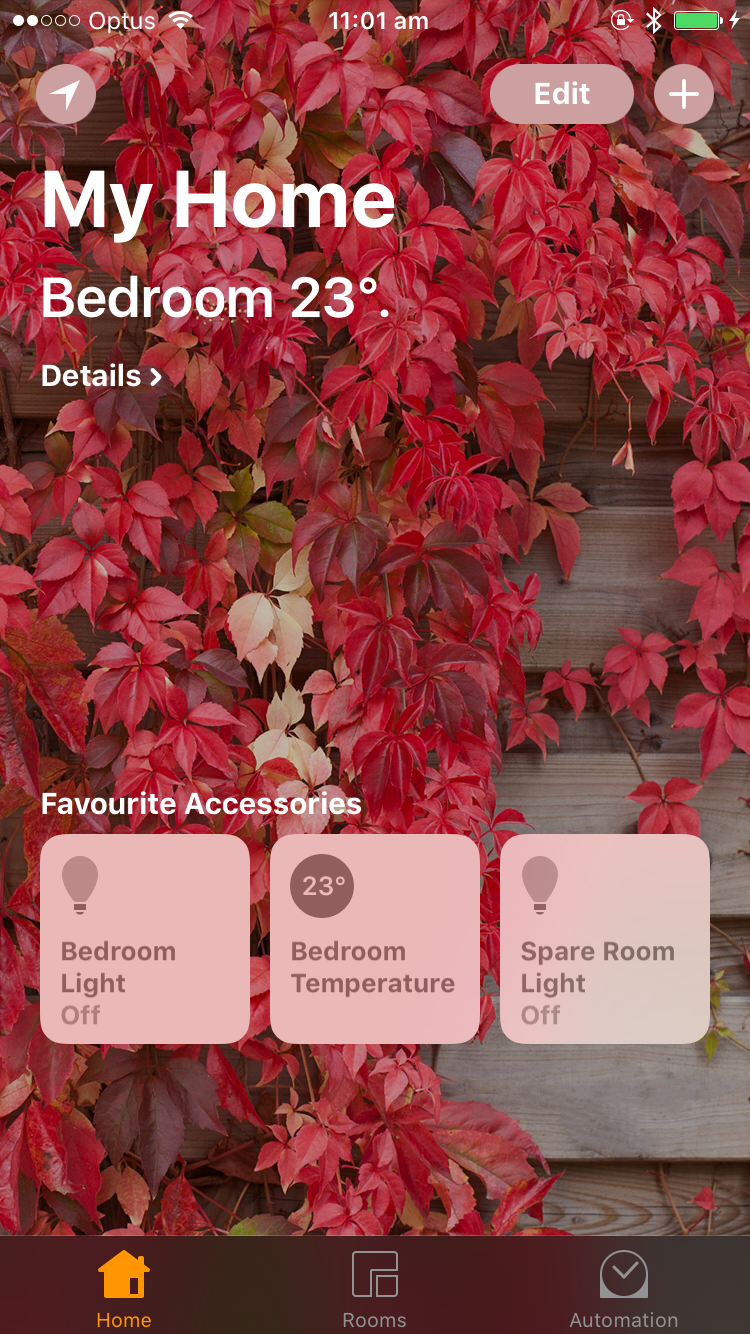 Optus 11:01 am
Edit
My Home
Bedroom 23°.
Details
Favourite Accessories
23°
Bedroom
Light
Off
Bedroom
Temperature
Spare Room
Light
Off
Home Rooms Automation